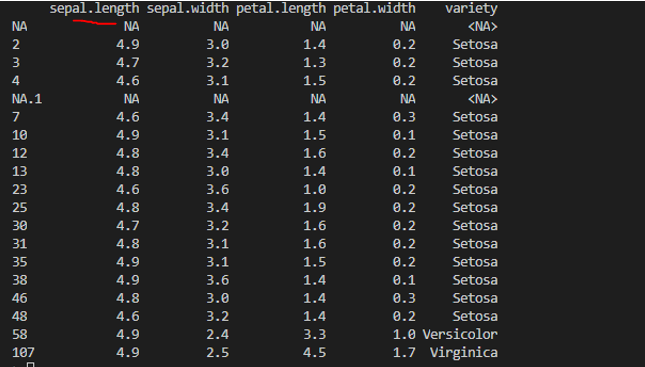 sepal.length sepal.width petal.length petal.width variety
NA NA NA NA NA <NA>
2 4.9 3.0 1.4 0.2 Setosa
3 4.7 3.2 1.3 0.2 Setosa
4 4.6 3.1 1.5 0.2 Setosa
NA.1 NA NA NA NA <NA>
7 4.6 3.4 1.4 0.3 Setosa
10 4.9 3.1 1.5 0.1 Setosa
12 4.8 3.4 1.6 0.2 Setosa
13 4.8 3.0 1.4 0.1 Setosa
23 4.6 3.6 1.0 0.2 Setosa
25 4.8 3.4 1.9 0.2 Setosa
30 4.7 3.2 1.6 0.2 Setosa
31 4.8 3.1 1.6 0.2 Setosa
35 4.9 3.1 1.5 0.2 Setosa
38 4.9 3.6 1.4 0.1 Setosa
46 4.8 3.0 1.4 0.3 Setosa
48 4.6 3.2 1.4 0.2 Setosa
58 4.9 2.4 3.3 1.0 Versicolor
107 4.9 2.5 4.5 1.7 Virginica